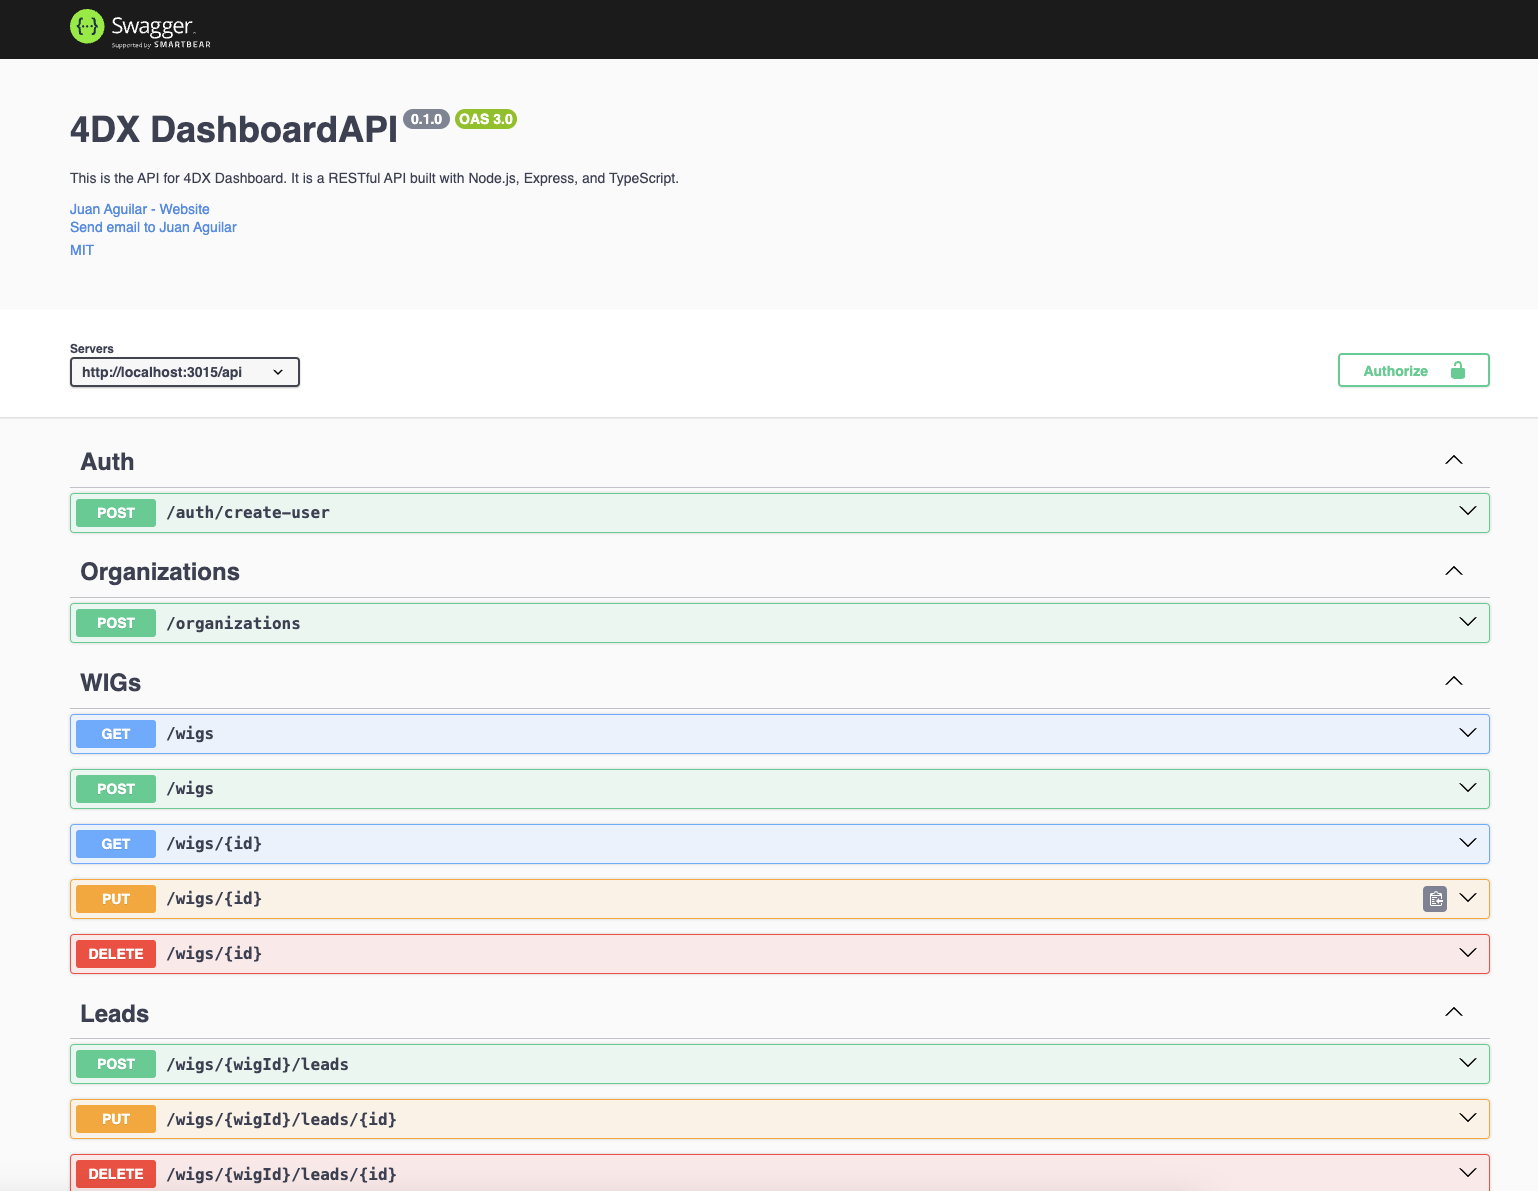 Swagger
Supported by SMARTBEAR
4DX DashboardAPI 0.1.0 OAS 3.0
This is the API for 4DX Dashboard. It is a RESTful API built with Node.js, Express, and TypeScript.
Juan Aguilar - Website
Send email to Juan Aguilar
MIT
Servers
http://localhost:3015/api
Authorize
Auth
POST /auth/create-user
Organizations
POST /organizations
WIGs
GET /wigs
POST /wigs
GET /wigs/{id}
PUT /wigs/{id}
DELETE /wigs/{id}
Leads
POST /wigs/{wigId}/leads
PUT /wigs/{wigId}/leads/{id}
DELETE /wigs/{wigId}/leads/{id}